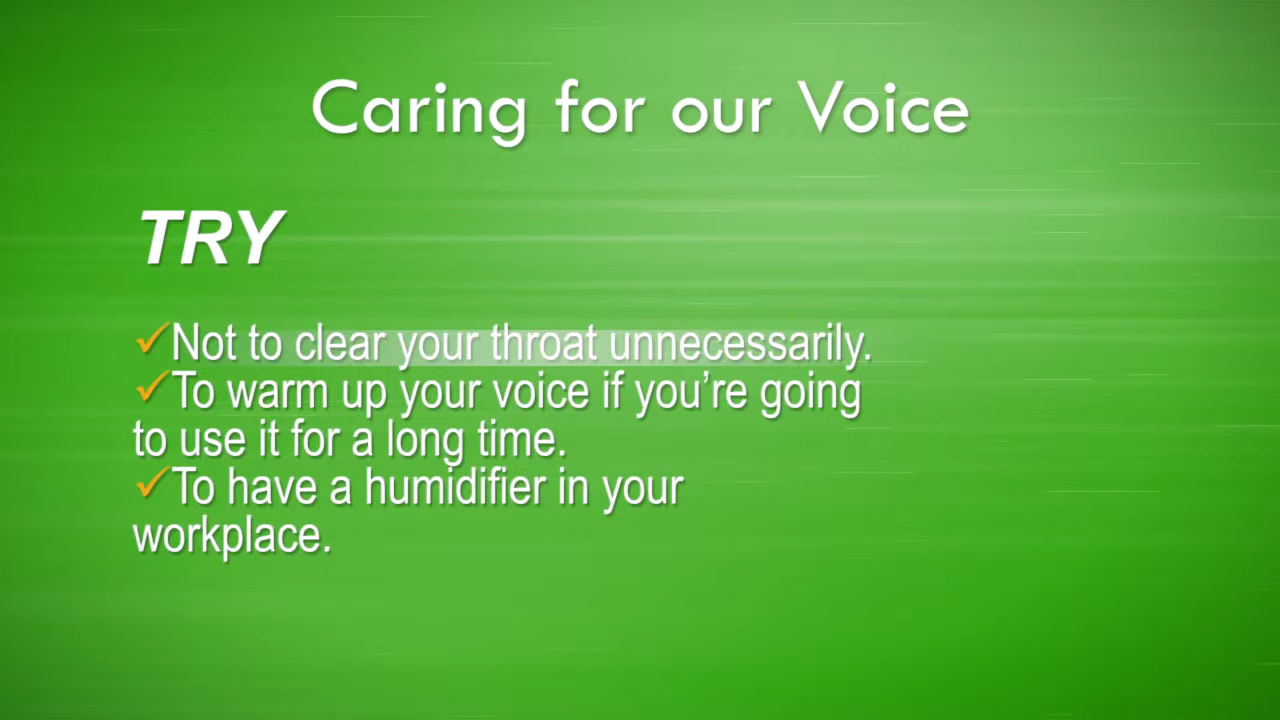 Caring for our Voice
TRY
✓Not to clear your throat unnecessarily.
✓To warm up your voice if you’re going
to use it for a long time.
✓To have a humidifier in your
workplace.